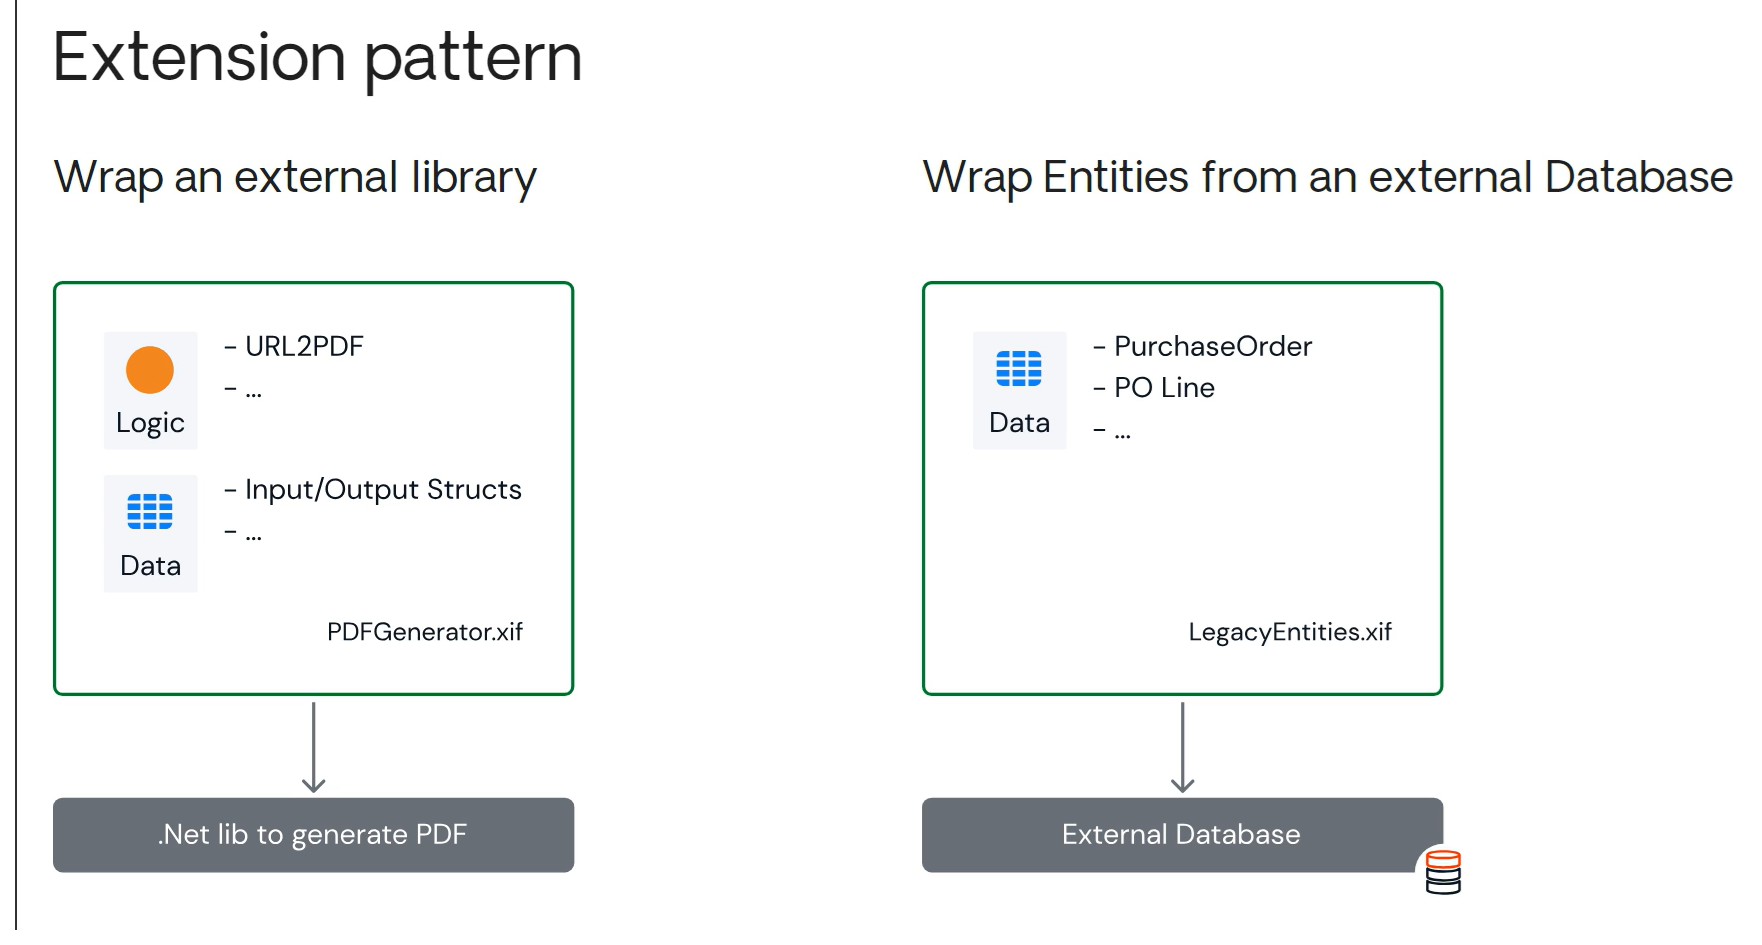 Extension pattern
Wrap an external library
- URL2PDF
- ...
Logic
- Input/Output Structs
- ...
Data
PDFGenerator.xif
.Net lib to generate PDF
Wrap Entities from an external Database
- PurchaseOrder
- PO Line
- ...
Data
LegacyEntities.xif
External Database